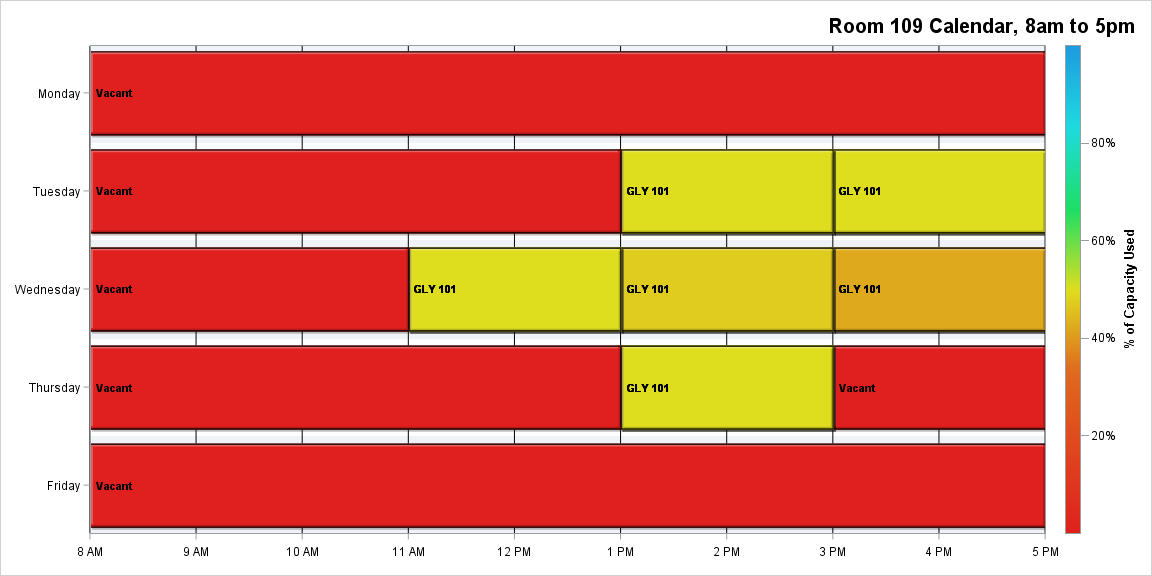 Room 109 Calendar, 8am to 5pm
Monday
Vacant
Tuesday
Vacant
GLY 101
GLY 101
Wednesday
Vacant
GLY 101
GLY 101
GLY 101
Thursday
Vacant
GLY 101
Vacant
Friday
Vacant
8 AM
9 AM
10 AM
11 AM
12 PM
1 PM
2 PM
3 PM
4 PM
5 PM
80%
60%
40%
20%
% of Capacity Used